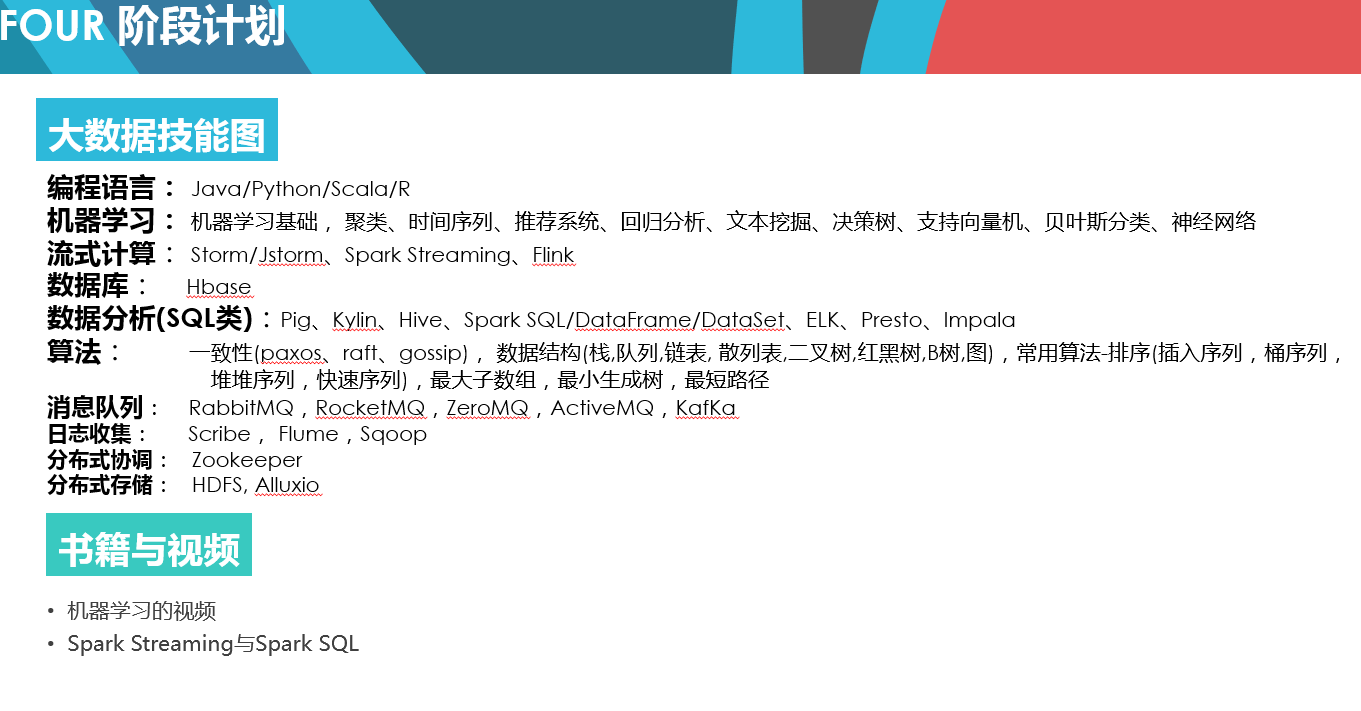 FOUR 阶段计划
大数据技能图
编程语言： Java/Python/Scala/R
机器学习： 机器学习基础， 聚类、时间序列、推荐系统、回归分析、文本挖掘、决策树、支持向量机、贝叶斯分类、神经网络
流式计算： Storm/Jstorm、Spark Streaming、Flink
数据库： Hbase
数据分析(SQL类)：Pig、Kylin、Hive、Spark SQL/DataFrame/DataSet、ELK、Presto、Impala
算法： 一致性(paxos、raft、gossip)， 数据结构(栈,队列,链表, 散列表,二叉树,红黑树,B树,图)，常用算法-排序(插入序列，桶序列，
堆堆序列，快速序列)，最大子数组，最小生成树，最短路径
消息队列： RabbitMQ，RocketMQ，ZeroMQ，ActiveMQ，KafKa
日志收集： Scribe， Flume，Sqoop
分布式协调： Zookeeper
分布式存储： HDFS, Alluxio
书籍与视频
• 机器学习的视频
• Spark Streaming与Spark SQL